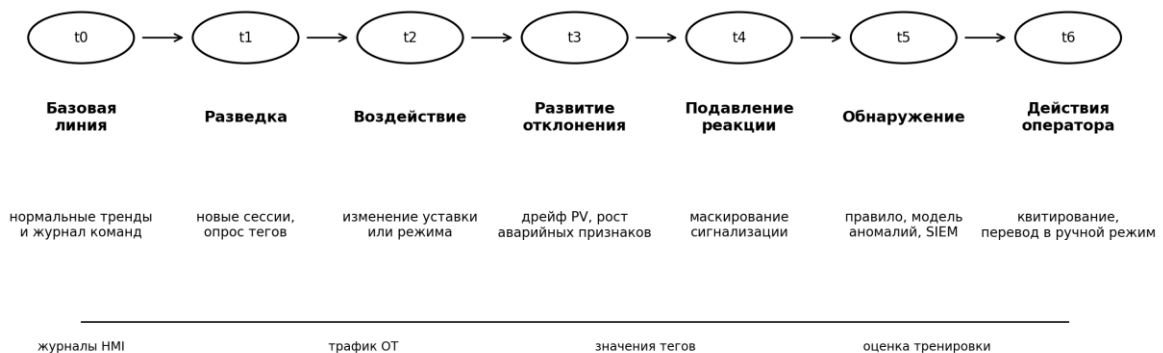 t0
t1
t2
t3
t4
t5
t6
Базовая
линия
Разведка
Воздействие
Развитие
отклонения
Подавление
реакции
Обнаружение
Действия
оператора
нормальные тренды
и журнал команд
новые сессии,
опрос тегов
изменение уставки
или режима
дрейф PV, рост
аварийных признаков
маскирование
сигнализации
правило, модель
аномалий, SIEM
квитирование,
перевод в ручной режим
журналы HMI
трафик ОТ
значения тегов
оценка тренировки